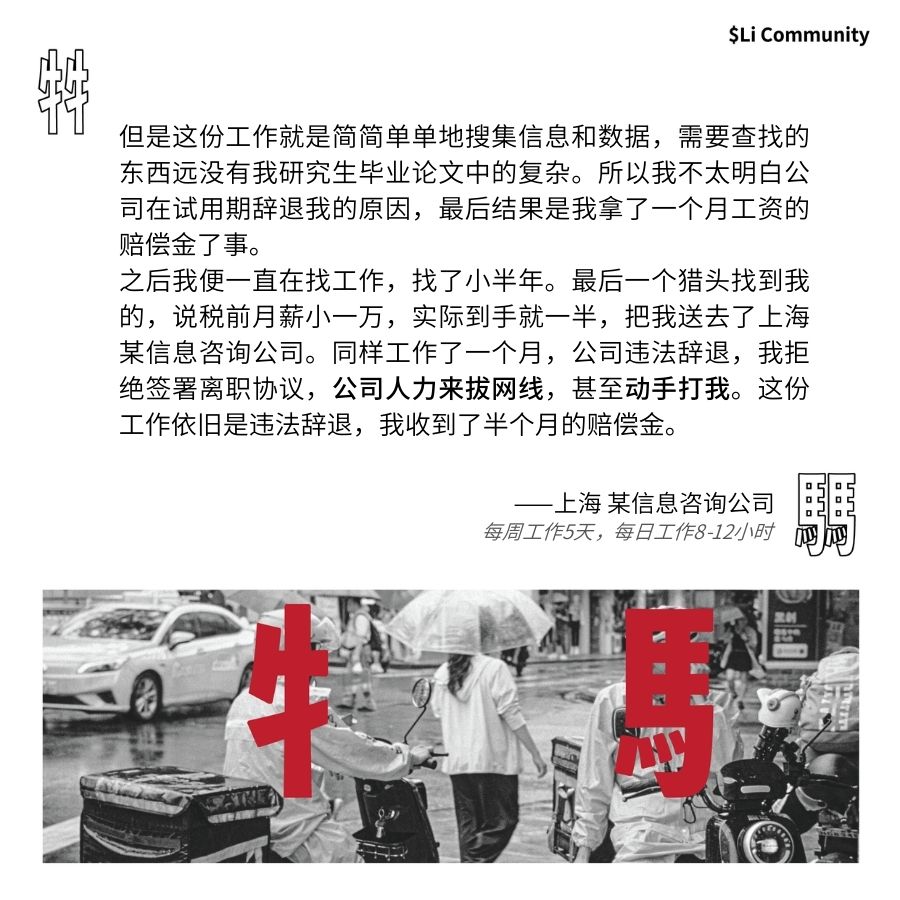 $Li Community
牜牜
但是这份工作就是简简单单地搜集信息和数据，需要查找的
东西远没有我研究生毕业论文中的复杂。所以我不太明白公
司在试用期辞退我的原因，最后结果是我拿了一个月工资的
赔偿金了事。
之后我便一直在找工作，找了小半年。最后一个猎头找到我
的，说税前月薪小一万，实际到手就一半，把我送去了上海
某信息咨询公司。同样工作了一个月，公司违法辞退，我拒
绝签署离职协议，公司人力来拔网线，甚至动手打我。这份
工作依旧是违法辞退，我收到了半个月的赔偿金。
馬馬
——上海 某信息咨询公司
每周工作5天，每日工作8-12小时
牜 馬